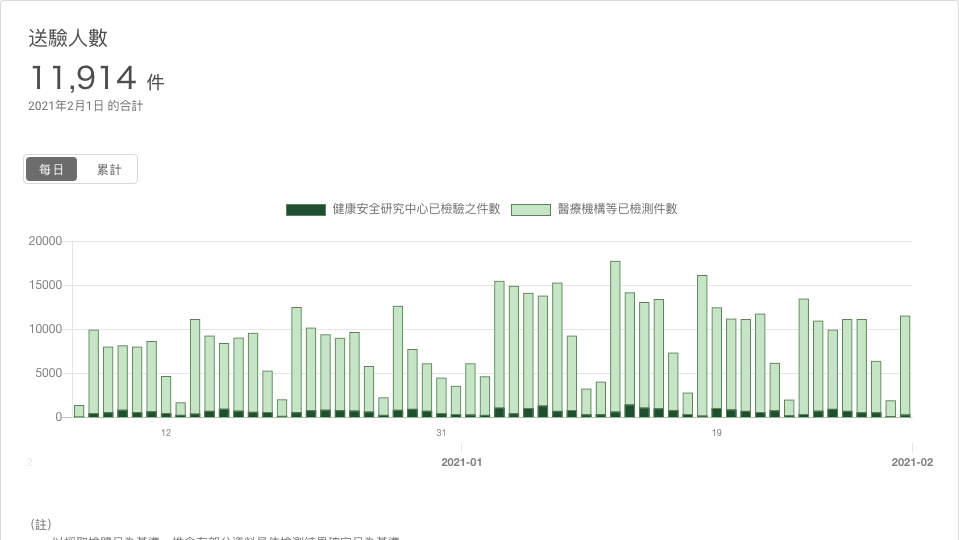 送驗人數
11,914 件
2021年2月1日 的合計
每日 累計
健康安全研究中心已檢驗之件數 醫療機構等已檢測件數
20000
15000
10000
5000
0
12 31 19
2 2021-01 2021-02
(註)